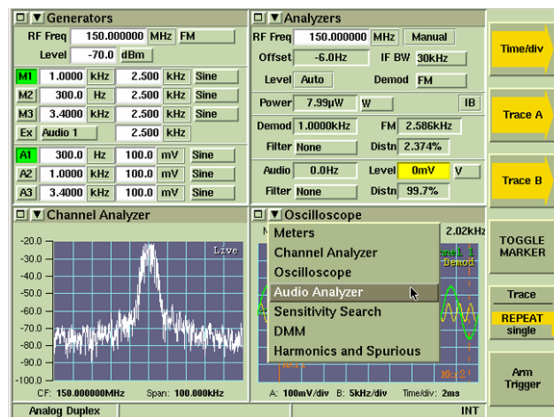 Generators
RF Freq 150.000000 MHz FM
Level -70.0 dBm
M1 1.0000 kHz 2.500 kHz Sine
M2 300.0 Hz 2.500 kHz Sine
M3 3.4000 kHz 2.500 kHz Sine
Ex Audio 1 2.500 kHz
A1 300.0 Hz 100.0 mV Sine
A2 1.0000 kHz 100.0 mV Sine
A3 3.4000 kHz 100.0 mV Sine
Analyzers
RF Freq 150.000000 MHz Manual
Offset -6.0Hz IF BW 30kHz
Level Auto Demod FM
Power 7.99µW W IB
Demod 1.0000kHz FM 2.586kHz
Filter None Distn 2.374%
Audio 0.0Hz Level 0mV V
Filter None Distn 99.7%
Time/div
Trace A
Trace B
TOGGLE
MARKER
Trace
REPEAT
single
Arm
Trigger
Channel Analyzer
Live
-20.0
-30.0
-40.0
-50.0
-60.0
-70.0
-80.0
-90.0
-100.0
CF: 150.000000MHz Span: 100.000kHz
Oscilloscope
2.02kHz
Meters
Channel Analyzer
Oscilloscope
Audio Analyzer
Sensitivity Search
DMM
Harmonics and Spurious
Demod
Mkr2
A: 100mV/div B: 5kHz/div Time/div: 2ms
Analog Duplex INT